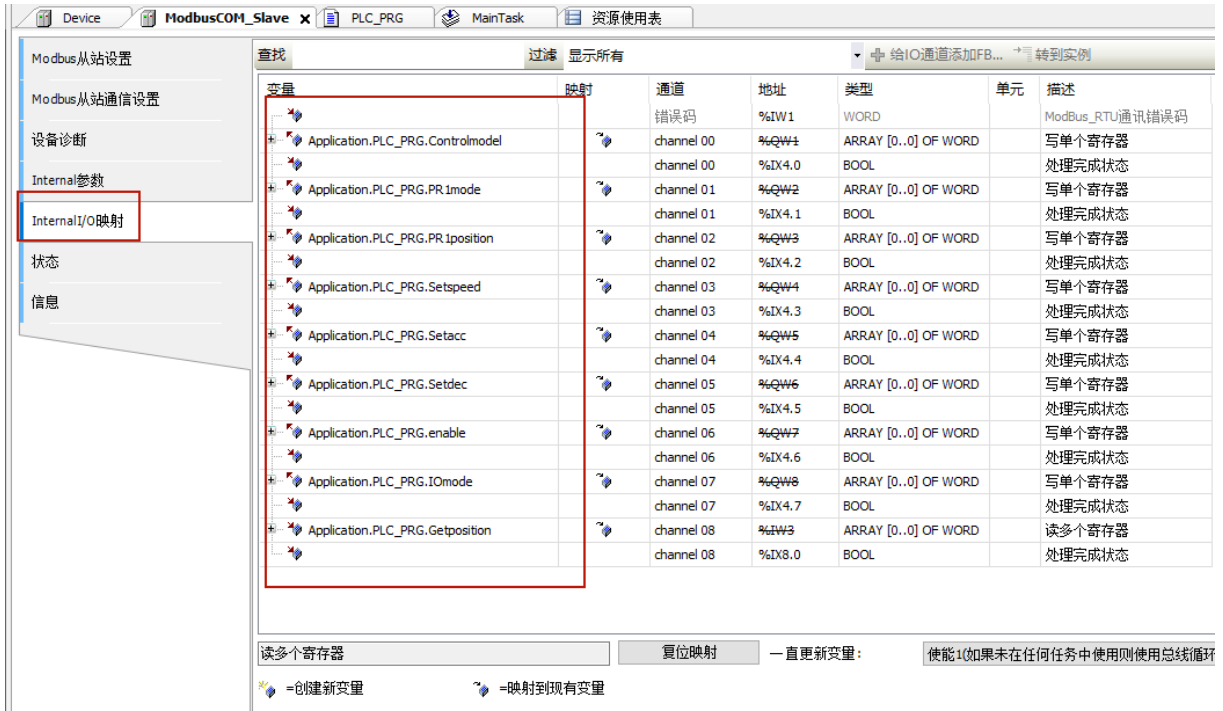 Device ModbusCOM_Slave x PLC_PRG MainTask 资源使用表
Modbus从站设置
Modbus从站通信设置
设备诊断
Internal参数
InternalI/O映射
状态
信息
查找 过滤 显示所有 给IO通道添加FB... 转到实例
变量 映射 通道 地址 类型 单元 描述
错误码 %IW1 WORD ModBus_RTU通讯错误码
Application.PLC_PRG.Controlmodel channel 00 %QW1 ARRAY [0..0] OF WORD 写单个寄存器
channel 00 %IX4.0 BOOL 处理完成状态
Application.PLC_PRG.PR1mode channel 01 %QW2 ARRAY [0..0] OF WORD 写单个寄存器
channel 01 %IX4.1 BOOL 处理完成状态
Application.PLC_PRG.PR1position channel 02 %QW3 ARRAY [0..0] OF WORD 写单个寄存器
channel 02 %IX4.2 BOOL 处理完成状态
Application.PLC_PRG.Setspeed channel 03 %QW4 ARRAY [0..0] OF WORD 写单个寄存器
channel 03 %IX4.3 BOOL 处理完成状态
Application.PLC_PRG.Setacc channel 04 %QW5 ARRAY [0..0] OF WORD 写单个寄存器
channel 04 %IX4.4 BOOL 处理完成状态
Application.PLC_PRG.Setdec channel 05 %QW6 ARRAY [0..0] OF WORD 写单个寄存器
channel 05 %IX4.5 BOOL 处理完成状态
Application.PLC_PRG.enable channel 06 %QW7 ARRAY [0..0] OF WORD 写单个寄存器
channel 06 %IX4.6 BOOL 处理完成状态
Application.PLC_PRG.IOmode channel 07 %QW8 ARRAY [0..0] OF WORD 写单个寄存器
channel 07 %IX4.7 BOOL 处理完成状态
Application.PLC_PRG.Getposition channel 08 %IW3 ARRAY [0..0] OF WORD 读多个寄存器
channel 08 %IX8.0 BOOL 处理完成状态
读多个寄存器 复位映射 一直更新变量: 使能1(如果未在任何任务中使用则使用总线循环
=创建新变量 =映射到现有变量